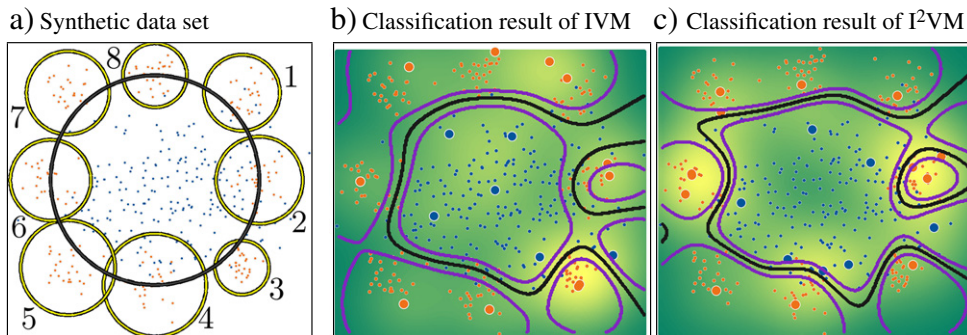 a) Synthetic data set
b) Classification result of IVM
c) Classification result of I²VM
8
1
7
2
6
3
5
4